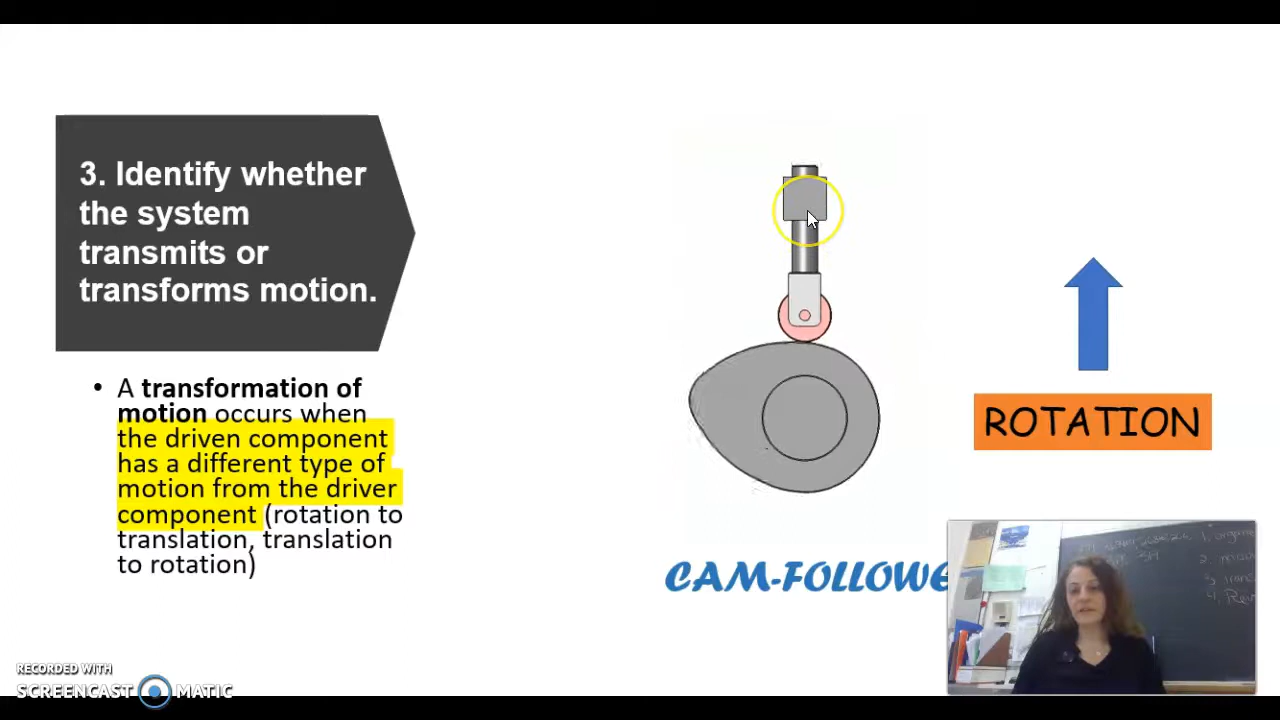 3. Identify whether
the system
transmits or
transforms motion.
• A transformation of
motion occurs when
the driven component
has a different type of
motion from the driver
component (rotation to
translation, translation
to rotation)
ROTATION
CAM-FOLLOWE
RECORDED WITH
SCREENCAST MATIC